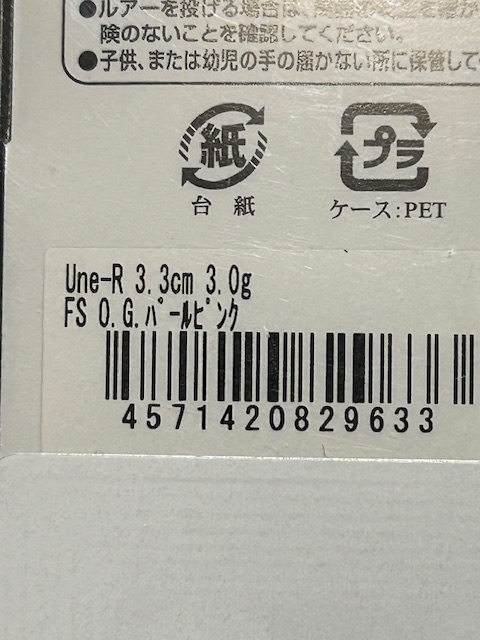 ●ルアーを投げる場合は、
険のないことを確認してください。
●子供、または幼児の手の届かない所に保管して
紙
プラ
台 紙
ケース:PET
Une-R 3.3cm 3.0g
FS O.G.ﾊﾟｰﾙﾋﾟﾝｸ
4571420829633